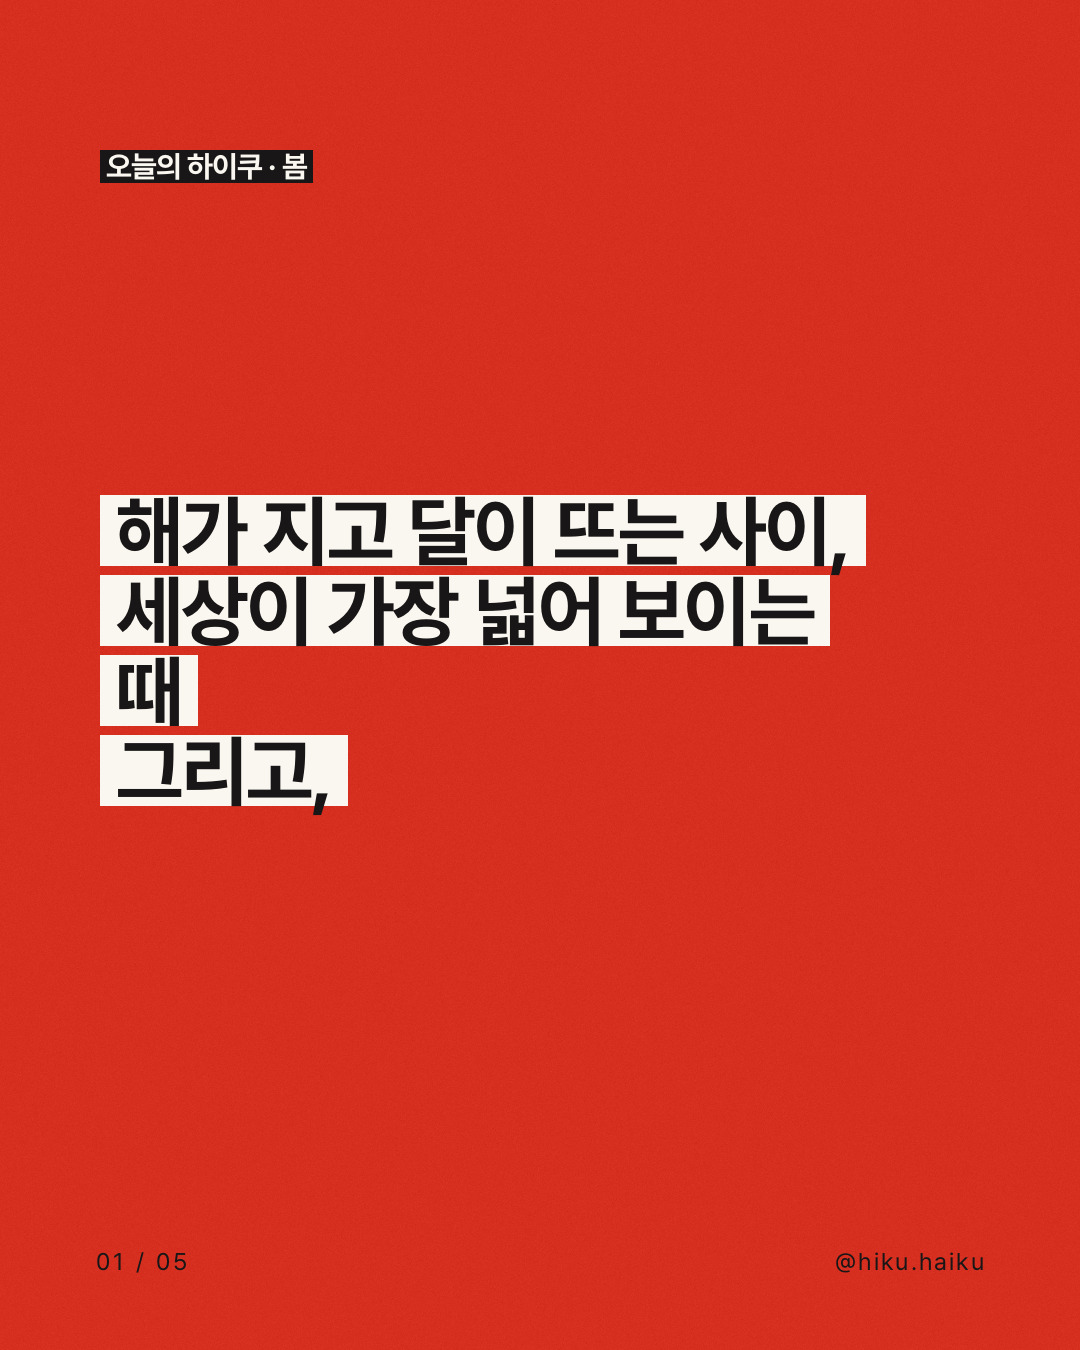 오늘의 하이쿠 · 봄
해가 지고 달이 뜨는 사이,
세상이 가장 넓어 보이는
때
그리고,
01 / 05
@hiku.haiku